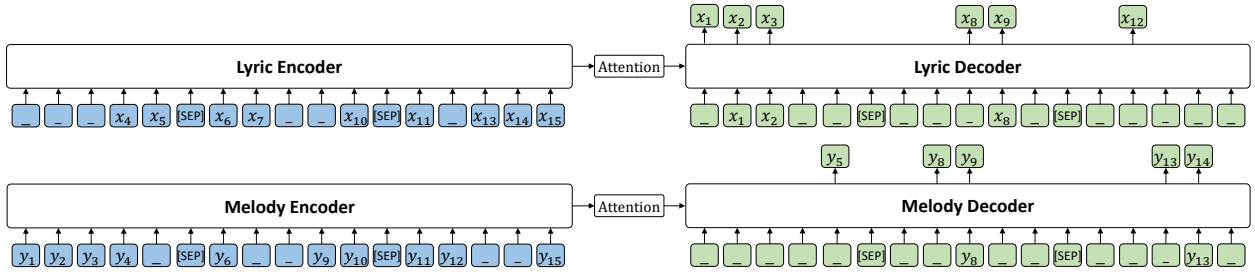 x₁ x₂ x₃ x₈ x₉ x₁₂
Lyric Encoder Attention Lyric Decoder
_ _ _ x₄ x₅ [SEP] x₆ x₇ _ _ x₁₀ [SEP] x₁₁ _ x₁₃ x₁₄ x₁₅ _ x₁ x₂ _ _ [SEP] _ _ _ x₈ _ [SEP] _ _ _ _ _
y₅ y₈ y₉ y₁₃ y₁₄
Melody Encoder Attention Melody Decoder
y₁ y₂ y₃ y₄ _ [SEP] y₆ _ _ y₉ y₁₀ [SEP] y₁₁ y₁₂ _ _ y₁₅ _ _ _ _ _ [SEP] _ _ y₈ _ _ [SEP] _ _ _ y₁₃ _